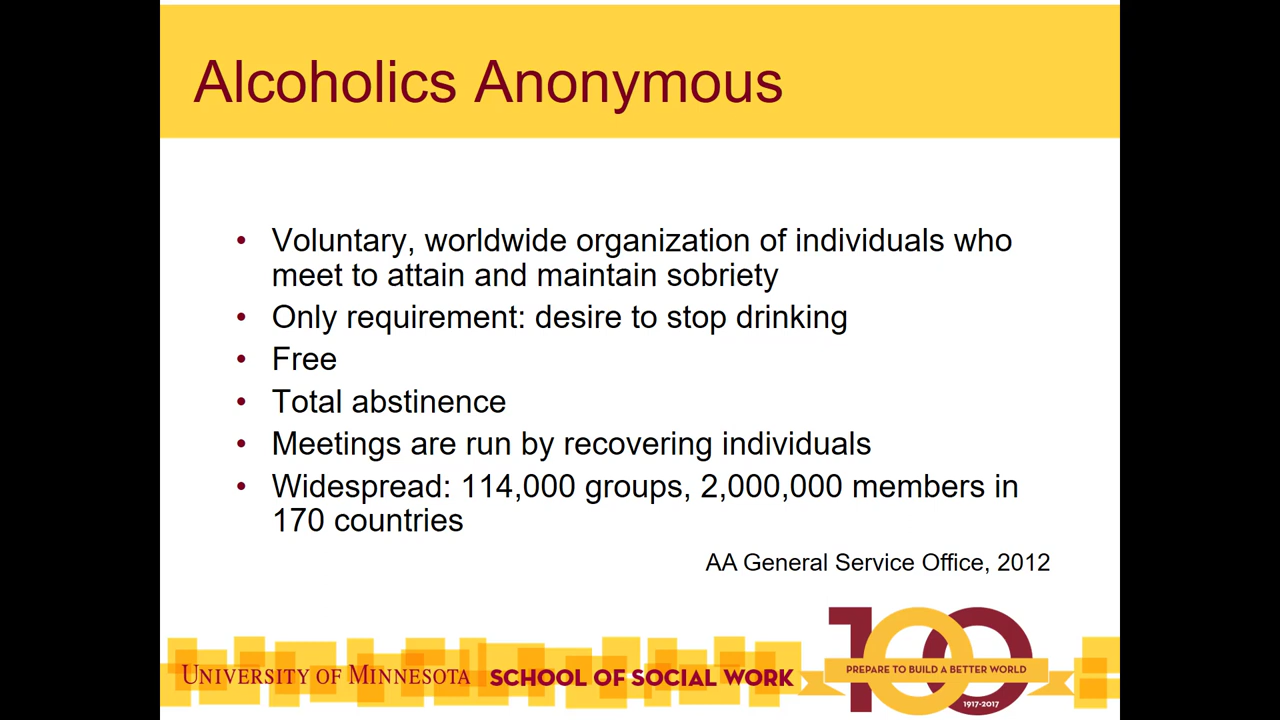 Alcoholics Anonymous
• Voluntary, worldwide organization of individuals who
meet to attain and maintain sobriety
• Only requirement: desire to stop drinking
• Free
• Total abstinence
• Meetings are run by recovering individuals
• Widespread: 114,000 groups, 2,000,000 members in
170 countries
AA General Service Office, 2012
UNIVERSITY OF MINNESOTA SCHOOL OF SOCIAL WORK
100
PREPARE TO BUILD A BETTER WORLD
1917-2017